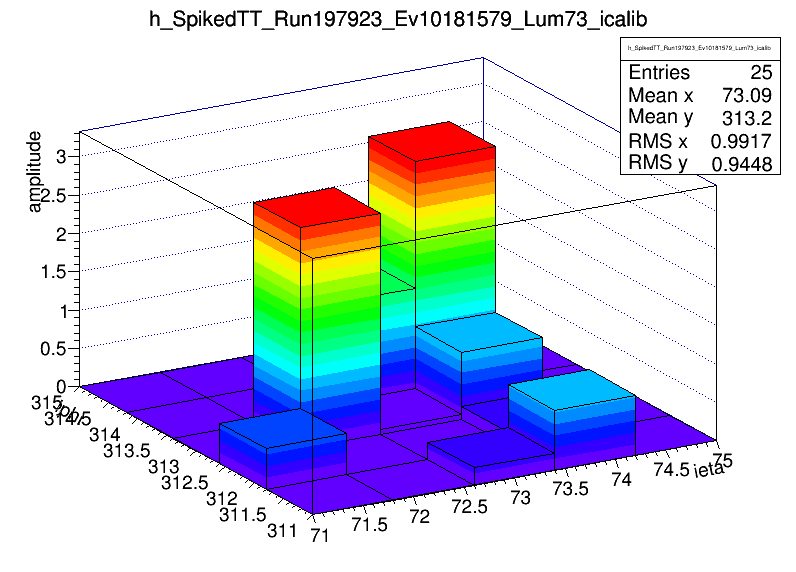 h_SpikedTT_Run197923_Ev10181579_Lum73_icalib
h_SpikedTT_Run197923_Ev10181579_Lum73_icalib
Entries 25
Mean x 73.09
Mean y 313.2
RMS x 0.9917
RMS y 0.9448
amplitude
3
2.5
2
1.5
1
0.5
0
315
314.5
314
313.5
313
312.5
312
311.5
311
71
71.5
72
72.5
73
73.5
74
74.5
75
ieta